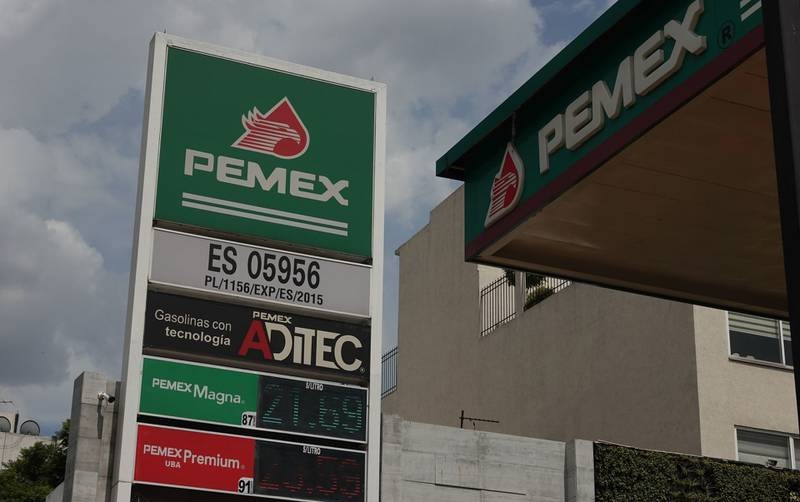 PEMEX
ES 05956
PL/1156/EXP/ES/2015
Gasolinas con
tecnología
PEMEX
ADiTEC
PEMEX Magna
87
$/LITRO
21.69
PEMEX Premium
UBA
91
$/LITRO
PEMEX